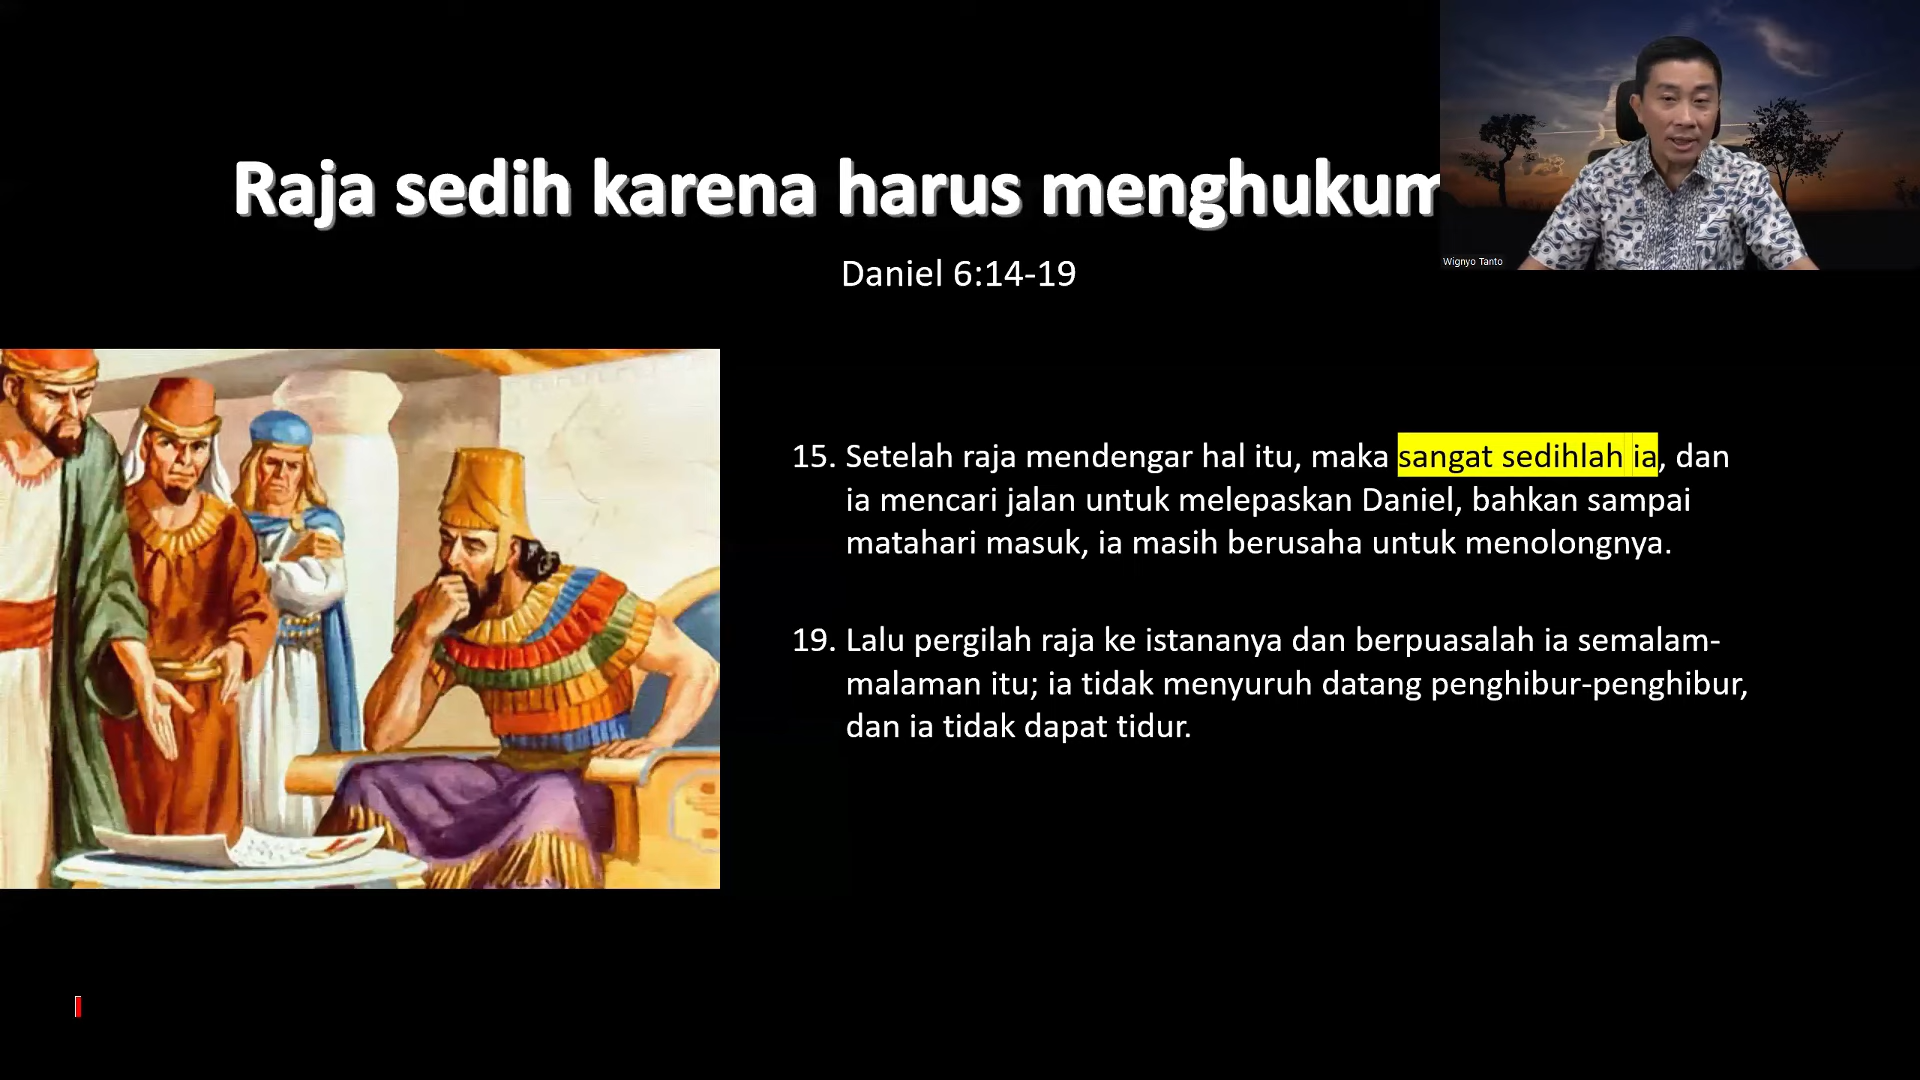 Raja sedih karena harus menghukum
Daniel 6:14-19
Wignyo Tanto
15. Setelah raja mendengar hal itu, maka sangat sedihlah ia, dan
ia mencari jalan untuk melepaskan Daniel, bahkan sampai
matahari masuk, ia masih berusaha untuk menolongnya.
19. Lalu pergilah raja ke istananya dan berpuasalah ia semalam-
malaman itu; ia tidak menyuruh datang penghibur-penghibur,
dan ia tidak dapat tidur.